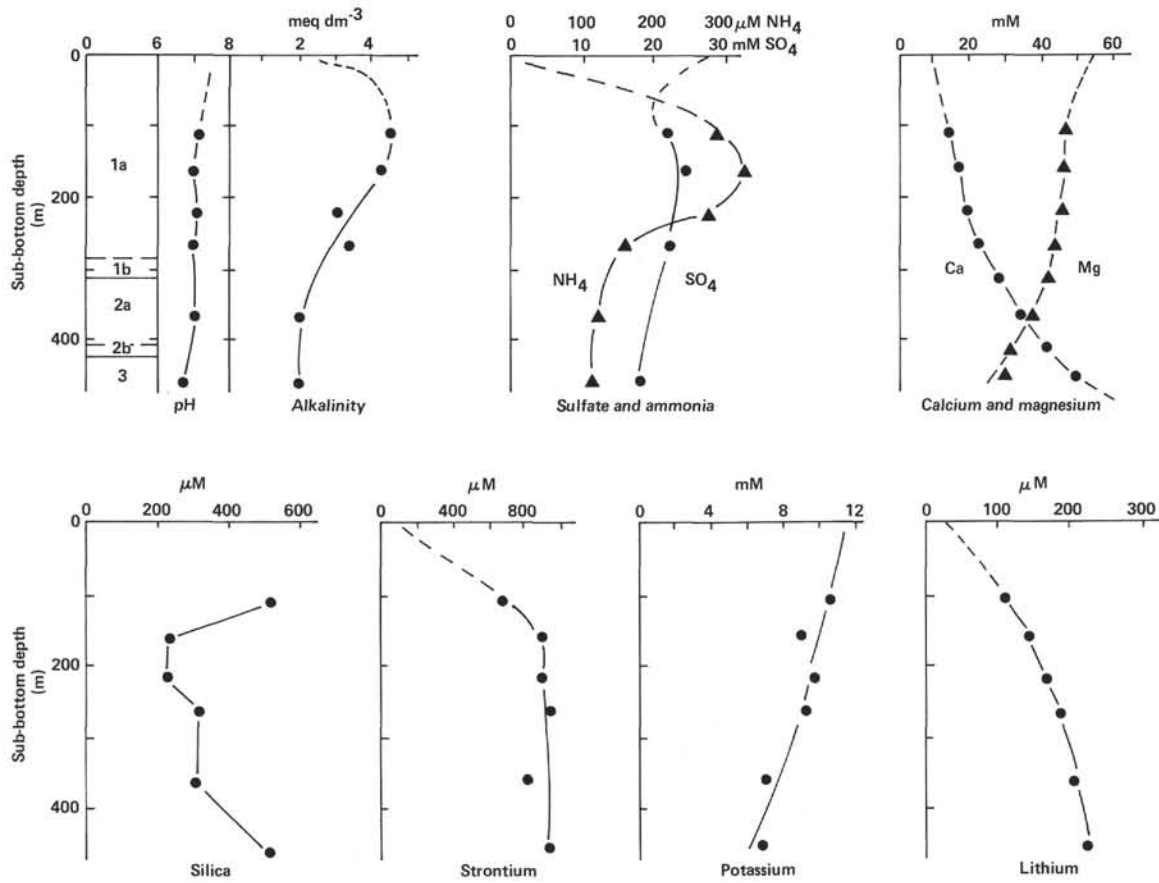 meq dm⁻³
0 6 8 2 4
100 200 300 μM NH₄
0 10 20 30 mM SO₄
mM
0 20 40 60
Sub-bottom depth
(m)
0
200
400
1a
1b
2a
2b
3
NH₄
SO₄
Ca
Mg
pH
Alkalinity
Sulfate and ammonia
Calcium and magnesium
μM
0 200 400 600
μM
0 400 800
mM
0 4 8 12
μM
0 100 200 300
Sub-bottom depth
(m)
0
200
400
Silica
Strontium
Potassium
Lithium